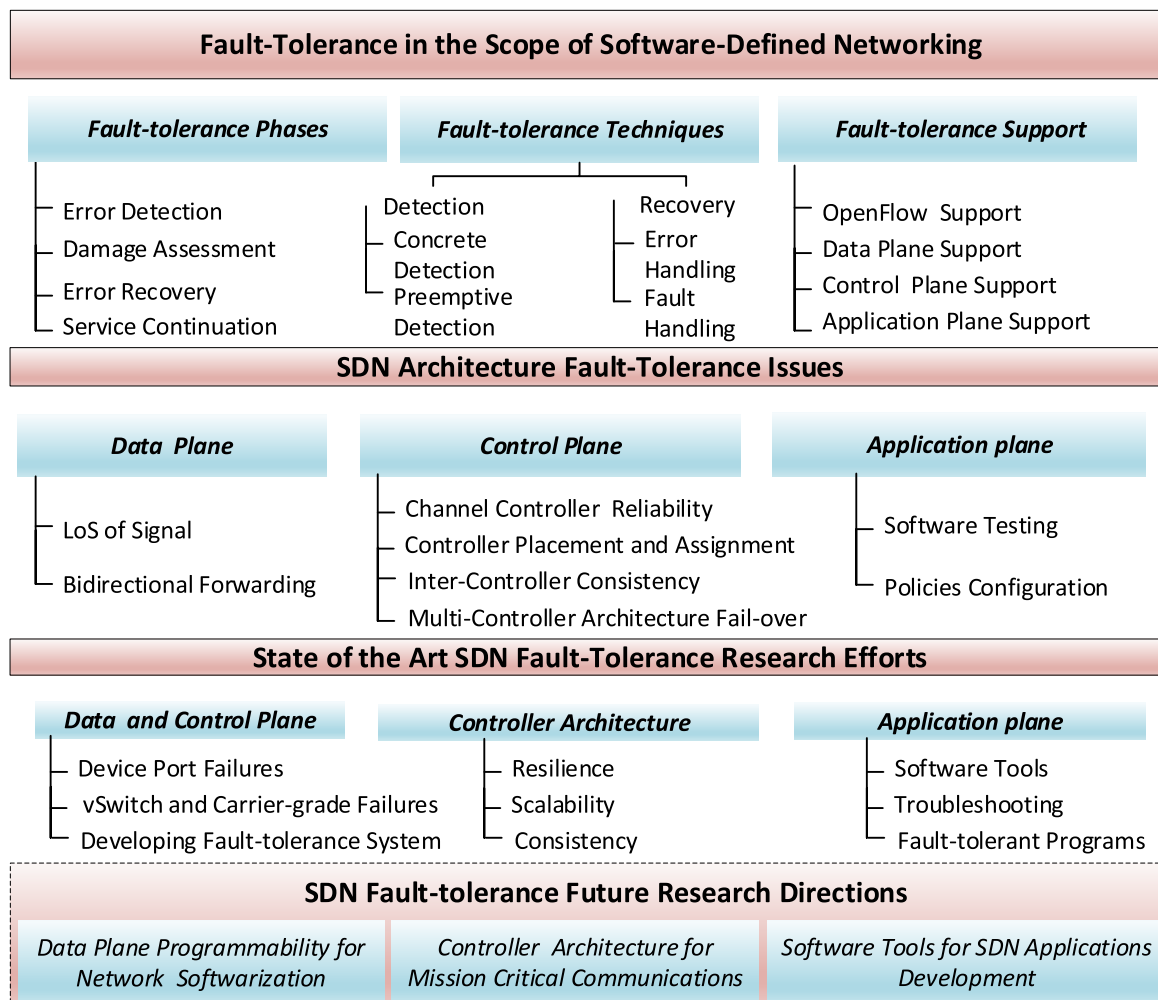 Fault-Tolerance in the Scope of Software-Defined Networking
Fault-tolerance Phases
Error Detection
Damage Assessment
Error Recovery
Service Continuation
Fault-tolerance Techniques
Detection
Concrete
Detection
Preemptive
Detection
Recovery
Error
Handling
Fault
Handling
Fault-tolerance Support
OpenFlow Support
Data Plane Support
Control Plane Support
Application Plane Support
SDN Architecture Fault-Tolerance Issues
Data Plane
LoS of Signal
Bidirectional Forwarding
Control Plane
Channel Controller Reliability
Controller Placement and Assignment
Inter-Controller Consistency
Multi-Controller Architecture Fail-over
Application plane
Software Testing
Policies Configuration
State of the Art SDN Fault-Tolerance Research Efforts
Data and Control Plane
Device Port Failures
vSwitch and Carrier-grade Failures
Developing Fault-tolerance System
Controller Architecture
Resilience
Scalability
Consistency
Application plane
Software Tools
Troubleshooting
Fault-tolerant Programs
SDN Fault-tolerance Future Research Directions
Data Plane Programmability for
Network Softwarization
Controller Architecture for
Mission Critical Communications
Software Tools for SDN Applications
Development